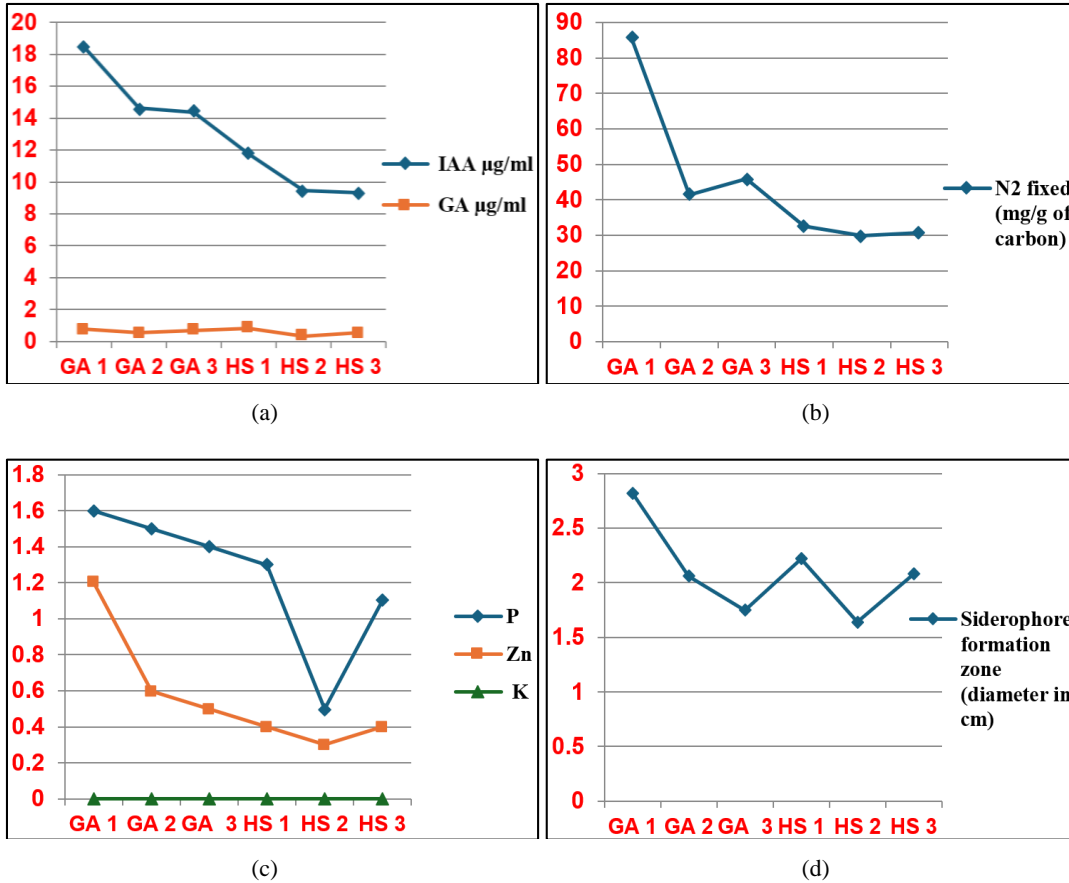 20
18
16
14
12
10
8
6
4
2
0
GA 1 GA 2 GA 3 HS 1 HS 2 HS 3
IAA µg/ml
GA µg/ml
(a)
90
80
70
60
50
40
30
20
10
0
GA 1 GA 2 GA 3 HS 1 HS 2 HS 3
N2 fixed
(mg/g of
carbon)
(b)
1.8
1.6
1.4
1.2
1
0.8
0.6
0.4
0.2
0
GA 1 GA 2 GA 3 HS 1 HS 2 HS 3
P
Zn
K
(c)
3
2.5
2
1.5
1
0.5
0
GA 1 GA 2 GA 3 HS 1 HS 2 HS 3
Siderophore
formation
zone
(diameter in
cm)
(d)